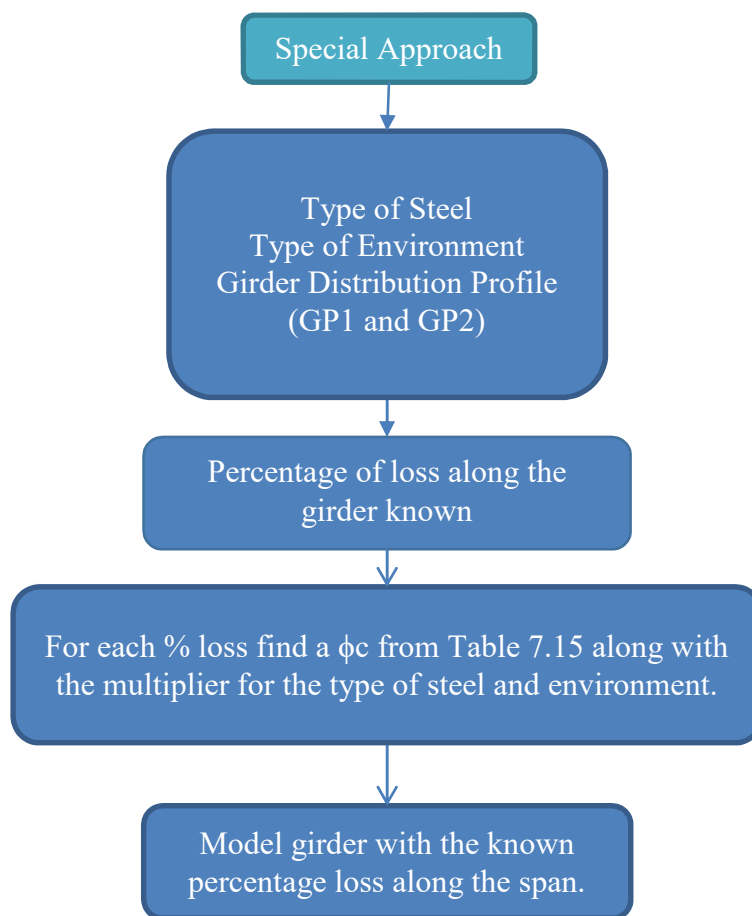 Special Approach
Type of Steel
Type of Environment
Girder Distribution Profile
(GP1 and GP2)
Percentage of loss along the
girder known
For each % loss find a ϕc from Table 7.15 along with
the multiplier for the type of steel and environment.
Model girder with the known
percentage loss along the span.